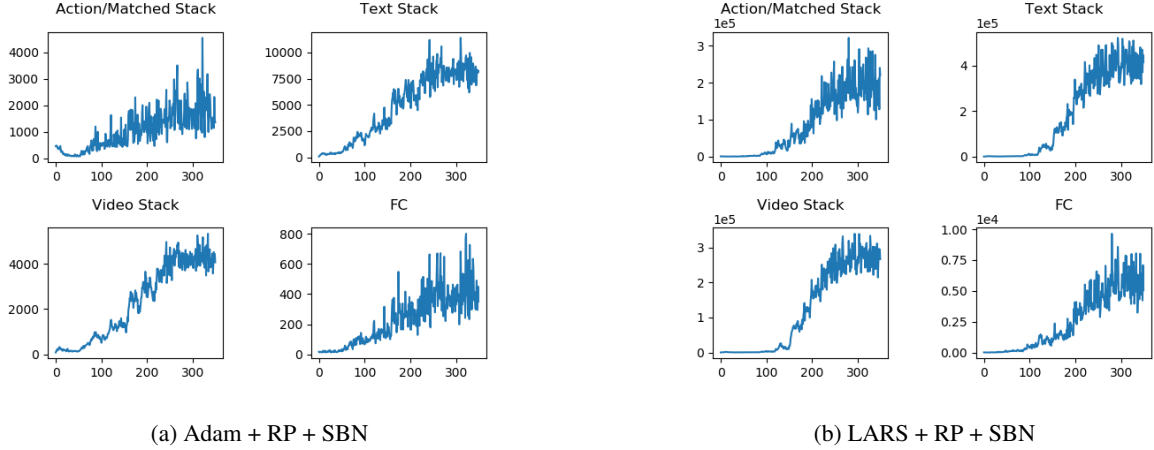 Action/Matched Stack
4000
3000
2000
1000
0
0 100 200 300
Text Stack
10000
7500
5000
2500
0
0 100 200 300
Video Stack
4000
2000
0
0 100 200 300
FC
800
600
400
200
0
0 100 200 300
(a) Adam + RP + SBN
Action/Matched Stack
1e5
3
2
1
0
0 100 200 300
Text Stack
1e5
4
2
0
0 100 200 300
Video Stack
1e5
3
2
1
0
0 100 200 300
FC
1e4
1.00
0.75
0.50
0.25
0.00
0 100 200 300
(b) LARS + RP + SBN